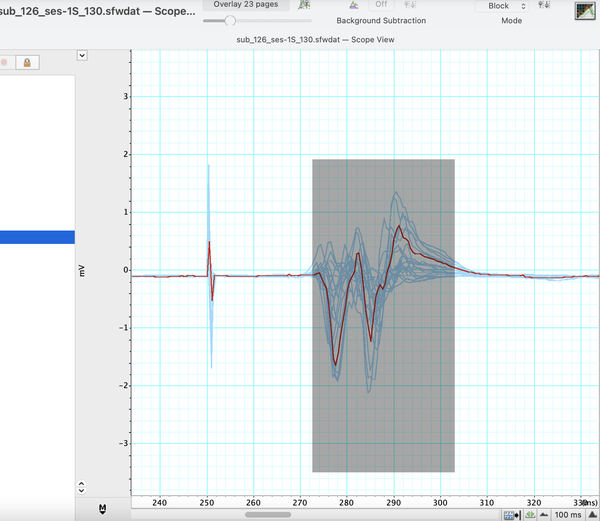 sub_126_ses-1S_130.sfwdat — Scope...
Overlay 23 pages
Off
Block
Background Subtraction
Mode
sub_126_ses-1S_130.sfwdat — Scope View
3
2
1
0
-1
-2
-3
mV
M
240 250 260 270 280 290 300 310 320 330 (ms)
100 ms